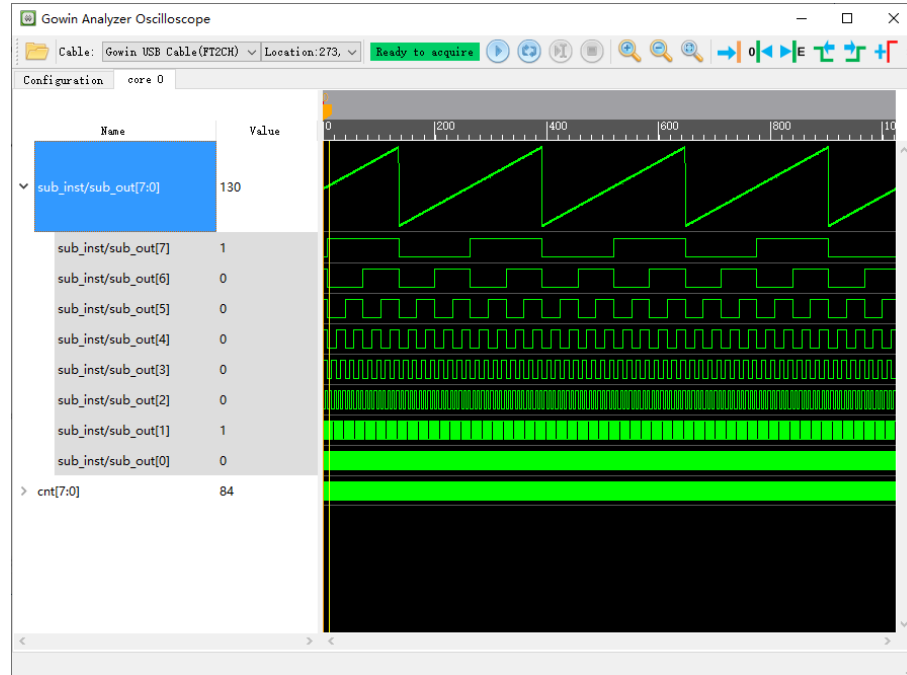 Gowin Analyzer Oscilloscope
Cable: Gowin USB Cable(FT2CH) Location:273, Ready to acquire
Configuration core 0
Name Value
0 200 400 600 800 10
sub_inst/sub_out[7:0] 130
sub_inst/sub_out[7] 1
sub_inst/sub_out[6] 0
sub_inst/sub_out[5] 0
sub_inst/sub_out[4] 0
sub_inst/sub_out[3] 0
sub_inst/sub_out[2] 0
sub_inst/sub_out[1] 1
sub_inst/sub_out[0] 0
cnt[7:0] 84